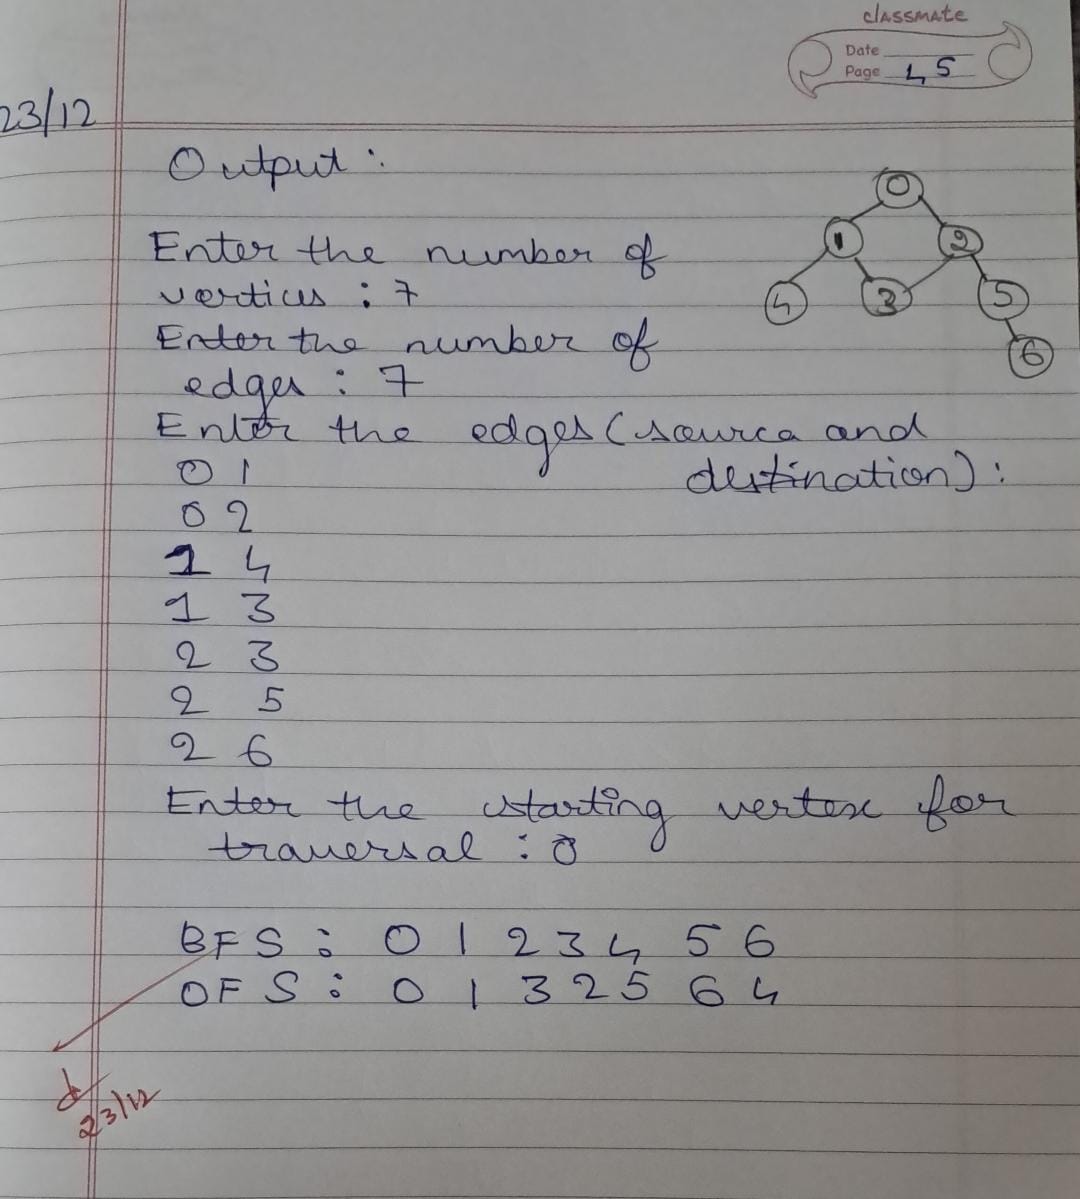 classmate
Date
Page 45
23/12
Output :
0
1 2
4 3 5
6
Enter the number of
vertices : 7
Enter the number of
edges : 7
Enter the edges (source and
destination) :
0 1
0 2
1 4
1 3
2 3
2 5
2 6
Enter the starting vertex for
traversal : 0
BFS : 0 1 2 3 4 5 6
DFS : 0 1 3 2 5 6 4
23/12